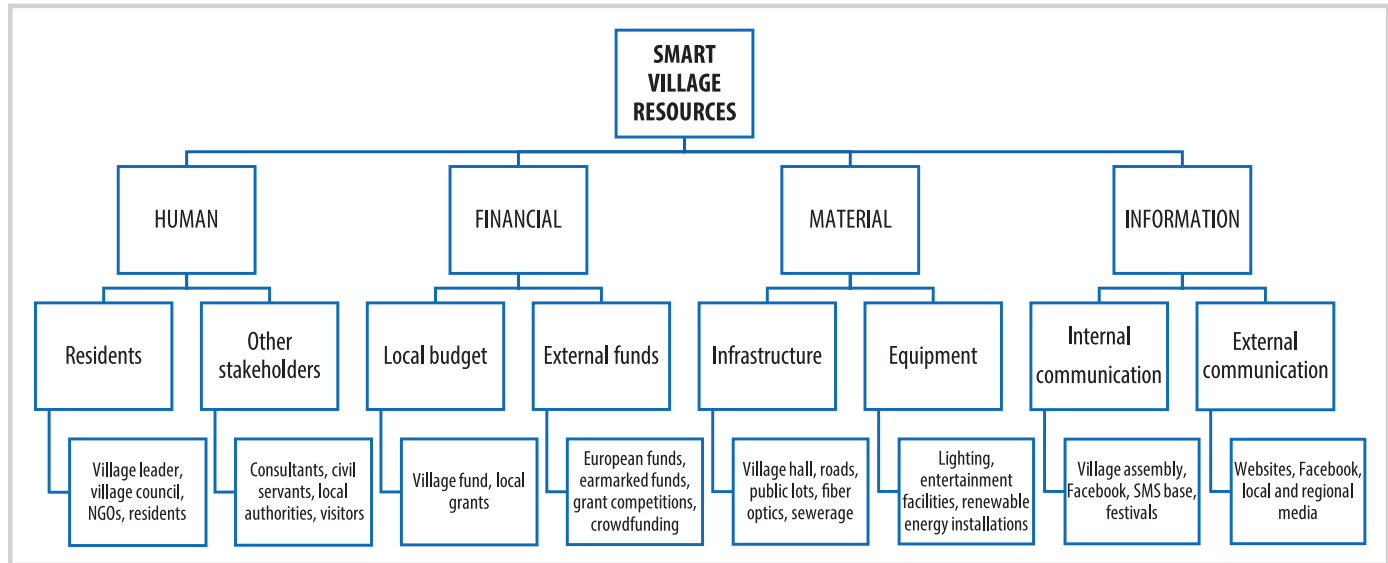 SMART
VILLAGE
RESOURCES
HUMAN
FINANCIAL
MATERIAL
INFORMATION
Residents
Other
stakeholders
Local budget
External funds
Infrastructure
Equipment
Internal
communication
External
communication
Village leader,
village council,
NGOs, residents
Consultants, civil
servants, local
authorities, visitors
Village fund, local
grants
European funds,
earmarked funds,
grant competitions,
crowdfunding
Village hall, roads,
public lots, fiber
optics, sewerage
Lighting,
entertainment
facilities, renewable
energy installations
Village assembly,
Facebook, SMS base,
festivals
Websites, Facebook,
local and regional
media